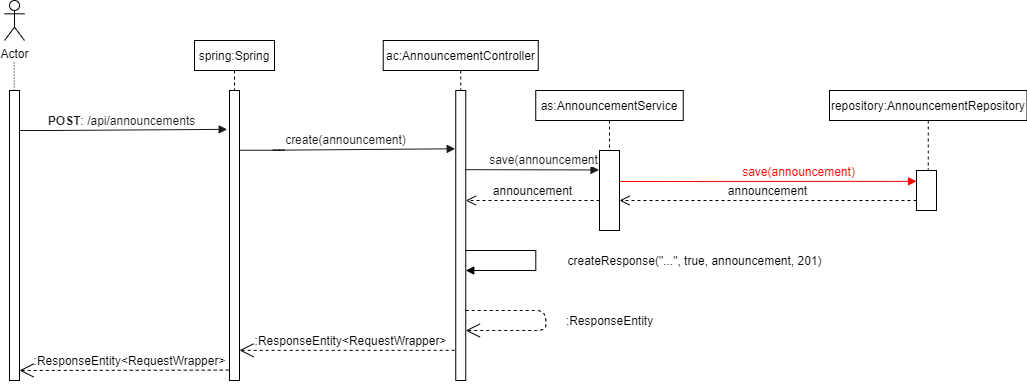 Actor
spring:Spring
ac:AnnouncementController
as:AnnouncementService
repository:AnnouncementRepository
POST: /api/announcements
create(announcement)
save(announcement
save(announcement)
announcement
announcement
createResponse("...", true, announcement, 201)
:ResponseEntity
:ResponseEntity<RequestWrapper>
:ResponseEntity<RequestWrapper>